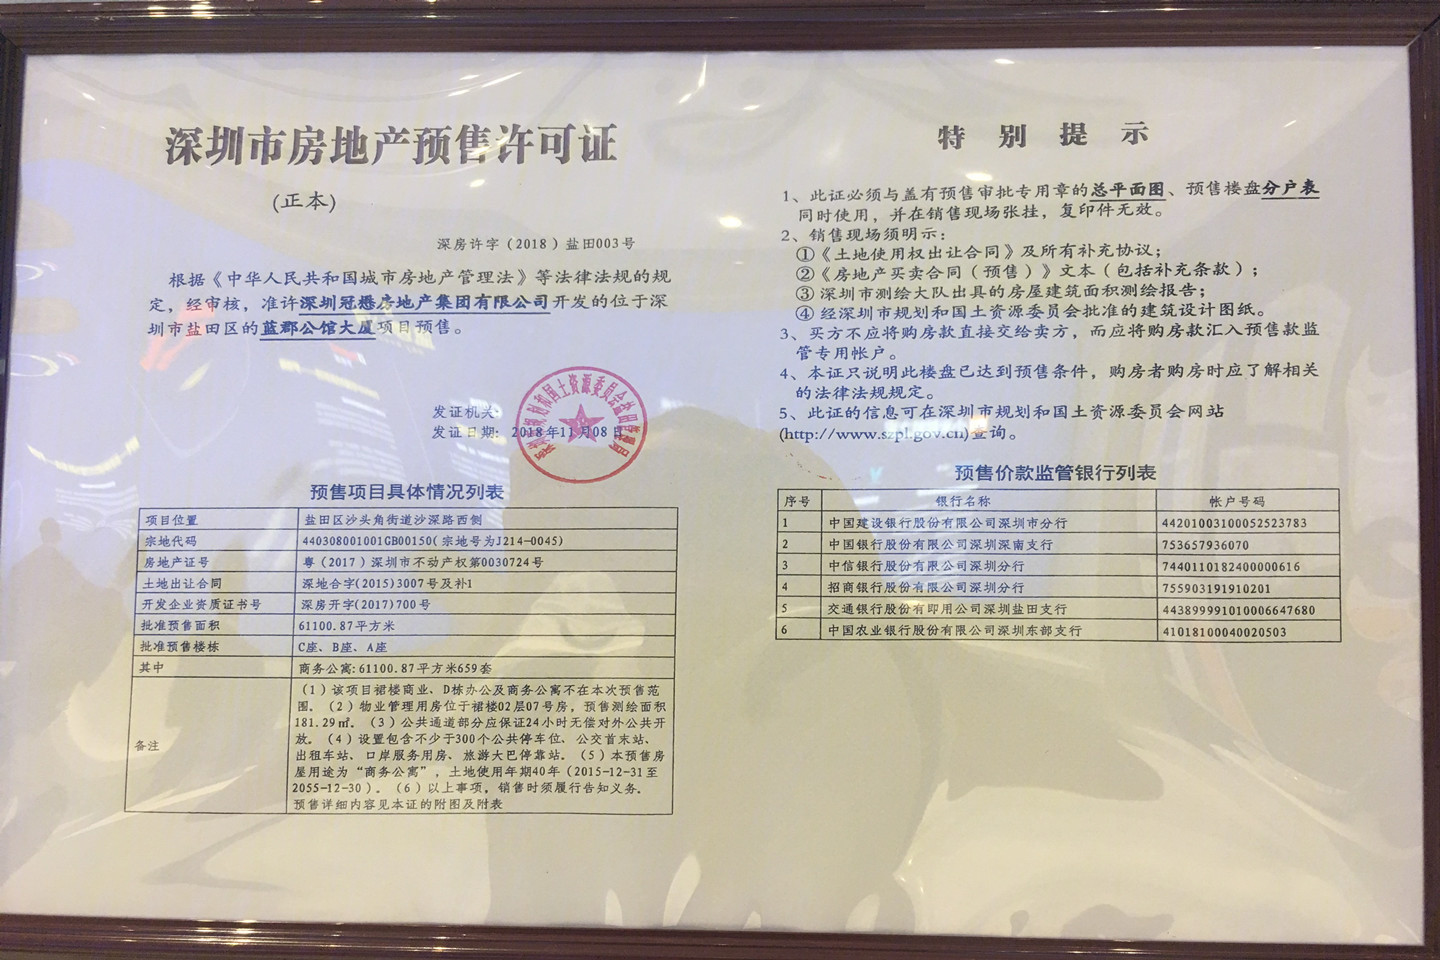 深圳市房地产预售许可证
(正本)
深房许字（2018）盐田003号
根据《中华人民共和国城市房地产管理法》等法律法规的规
定，经审核，准许深圳冠懋房地产集团有限公司开发的位于深
圳市盐田区的蓝郡公馆大厦项目预售。
发证机关:
发证日期: 2018年11月08日
预售项目具体情况列表
项目位置 盐田区沙头角街道沙深路西侧
宗地代码 440308001001GB00150(宗地号为J214-0045)
房地产证号 粤（2017）深圳市不动产权第0030724号
土地出让合同 深地合字(2015)3007号及补1
开发企业资质证书号 深房开字(2017)700号
批准预售面积 61100.87平方米
批准预售楼栋 C座、B座、A座
其中 商务公寓:61100.87平方米659套
备注
（1）该项目裙楼商业、D栋办公及商务公寓不在本次预售范
围。（2）物业管理用房位于裙楼02层07号房，预售测绘面积
181.29㎡。（3）公共通道部分应保证24小时无偿对外公共开
放。（4）设置包含不少于300个公共停车位、公交首末站、
出租车站、口岸服务用房、旅游大巴停靠站。（5）本预售房
屋用途为“商务公寓”，土地使用年期40年（2015-12-31至
2055-12-30）。（6）以上事项，销售时须履行告知义务。
预售详细内容见本证的附图及附表
特别提示
1、此证必须与盖有预售审批专用章的总平面图、预售楼盘分户表
同时使用，并在销售现场张挂，复印件无效。
2、销售现场须明示：
①《土地使用权出让合同》及所有补充协议；
②《房地产买卖合同（预售）》文本（包括补充条款）；
③深圳市测绘大队出具的房屋建筑面积测绘报告；
④经深圳市规划和国土资源委员会批准的建筑设计图纸。
3、买方不应将购房款直接交给卖方，而应将购房款汇入预售款监
管专用帐户。
4、本证只说明此楼盘已达到预售条件，购房者购房时应了解相关
的法律法规规定。
5、此证的信息可在深圳市规划和国土资源委员会网站
(http://www.szpl.gov.cn)查询。
预售价款监管银行列表
序号 银行名称 帐户号码
1 中国建设银行股份有限公司深圳市分行 44201003100052523783
2 中国银行股份有限公司深圳深南支行 753657936070
3 中信银行股份有限公司深圳分行 7440110182400000616
4 招商银行股份有限公司深圳分行 755903191910201
5 交通银行股份有即用公司深圳盐田支行 443899991010006647680
6 中国农业银行股份有限公司深圳东部支行 41018100040020503